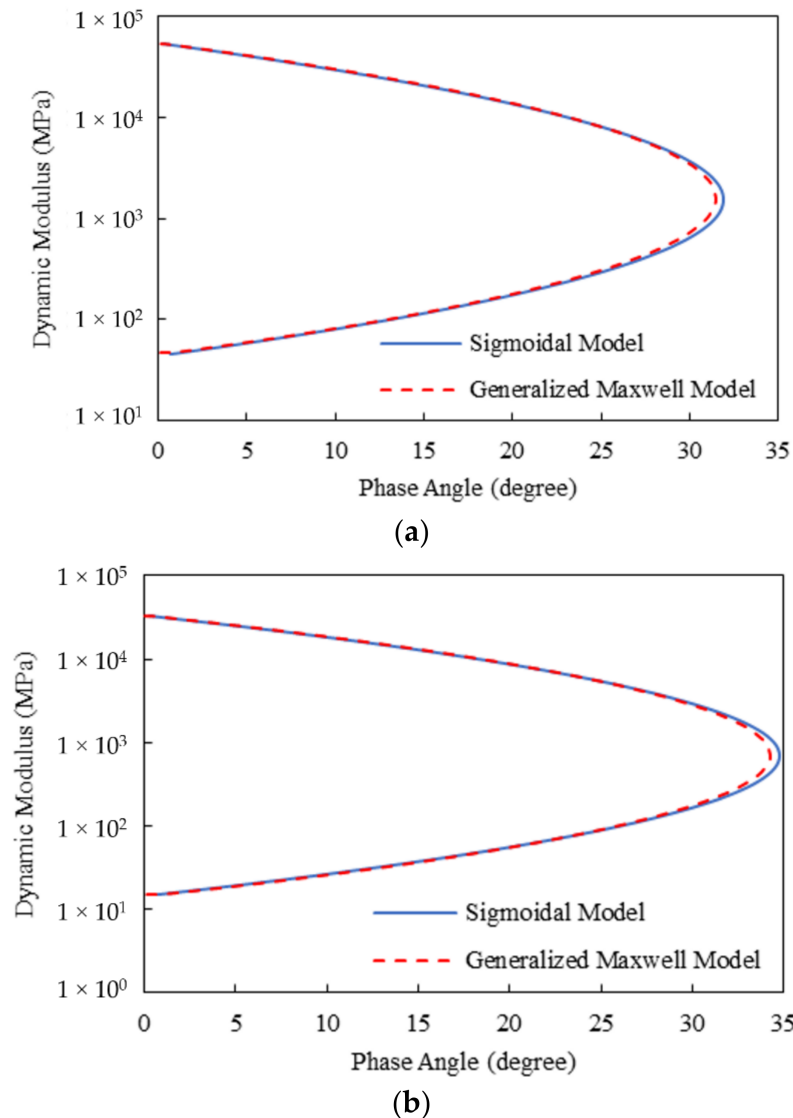 1 × 10⁵
1 × 10⁴
1 × 10³
1 × 10²
1 × 10¹
Dynamic Modulus (MPa)
Sigmoidal Model
Generalized Maxwell Model
0 5 10 15 20 25 30 35
Phase Angle (degree)
(a)
1 × 10⁵
1 × 10⁴
1 × 10³
1 × 10²
1 × 10¹
1 × 10⁰
Dynamic Modulus (MPa)
Sigmoidal Model
Generalized Maxwell Model
0 5 10 15 20 25 30 35
Phase Angle (degree)
(b)